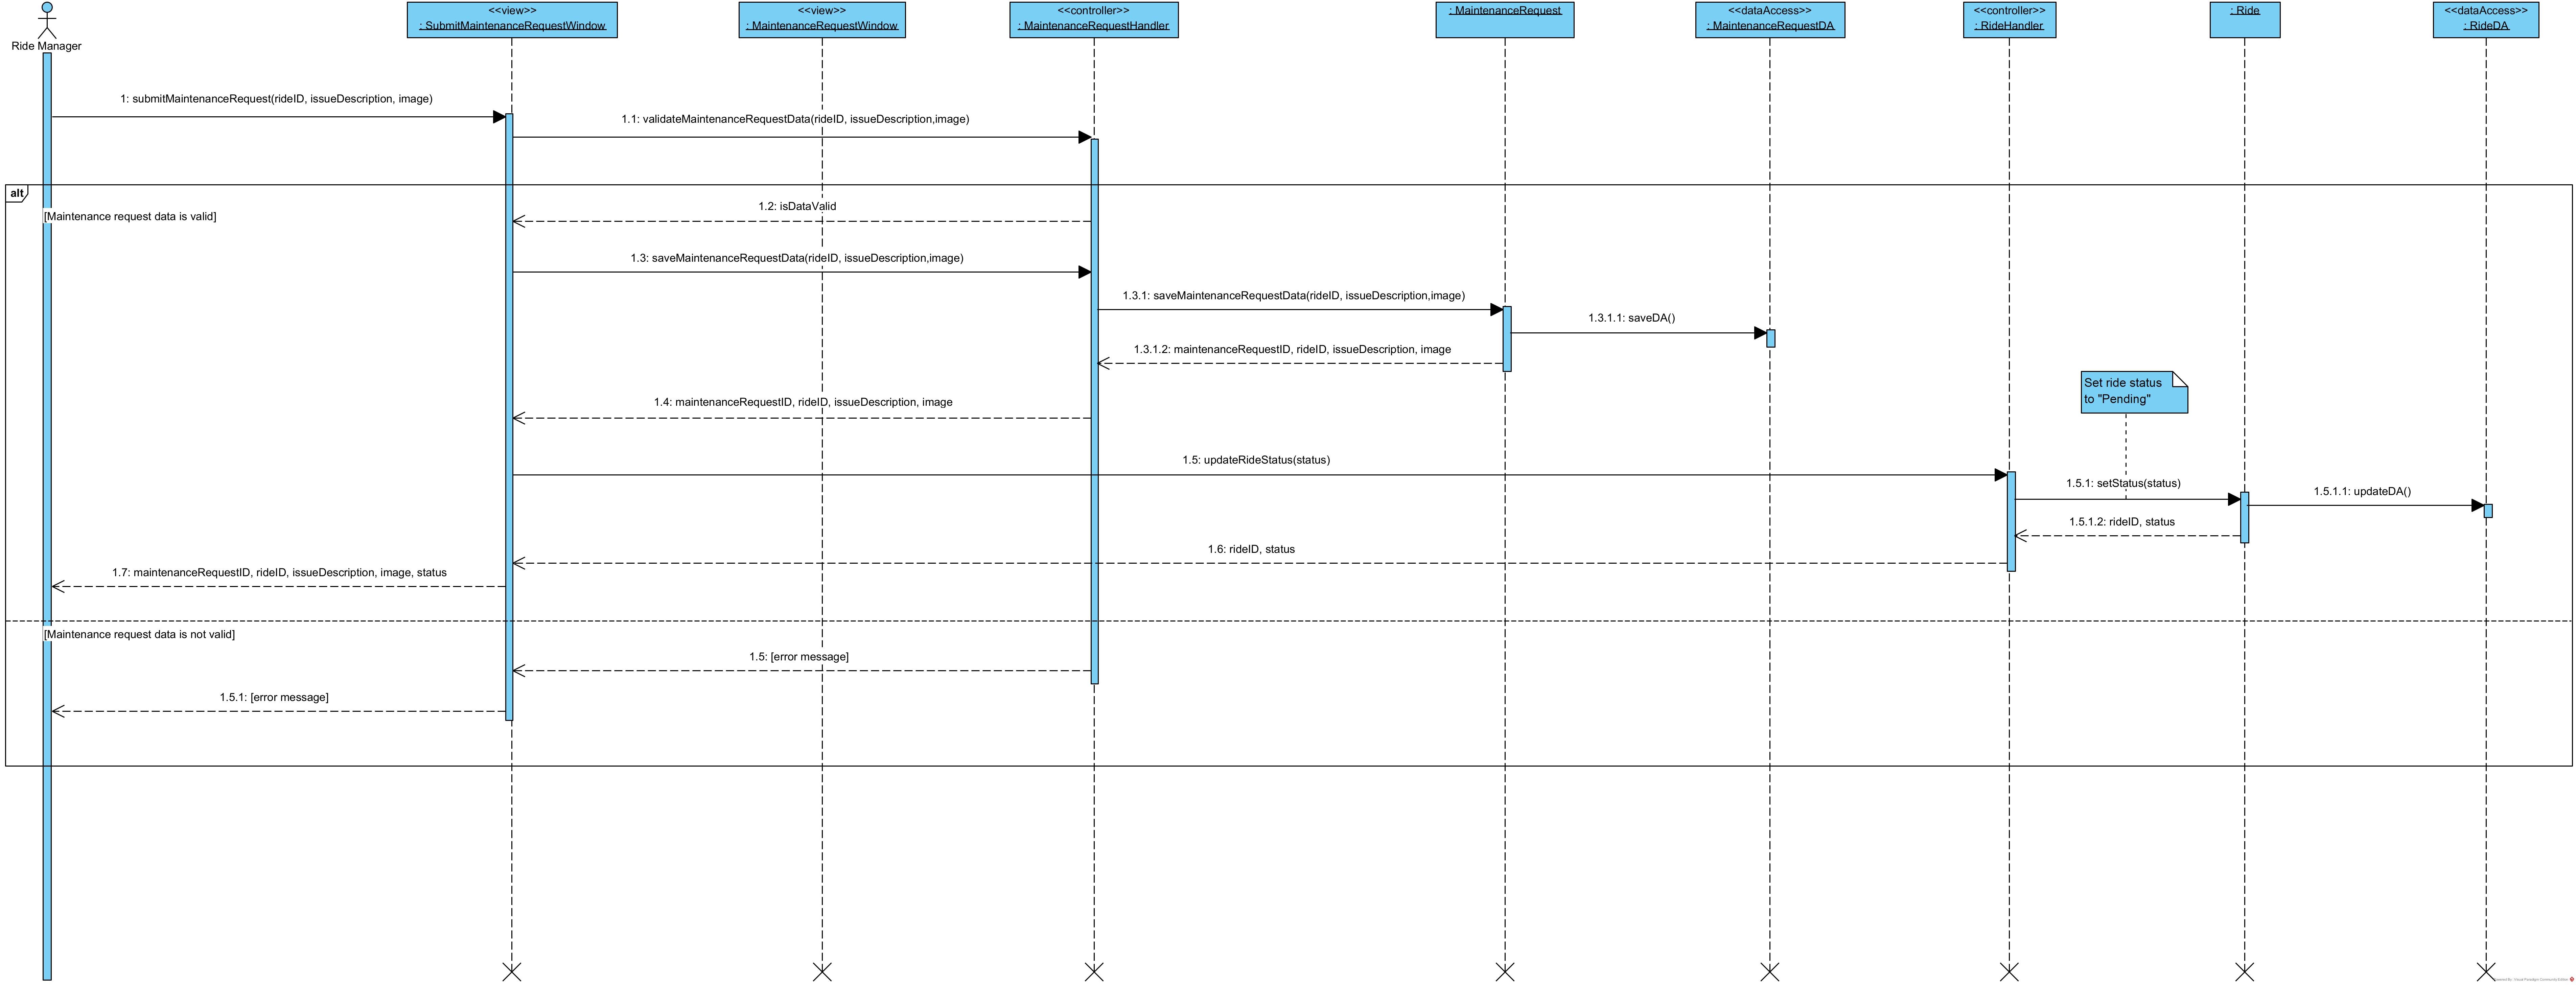 Ride Manager
<<view>>
: SubmitMaintenanceRequestWindow
<<view>>
: MaintenanceRequestWindow
<<controller>>
: MaintenanceRequestHandler
: MaintenanceRequest
<<dataAccess>>
: MaintenanceRequestDA
<<controller>>
: RideHandler
: Ride
<<dataAccess>>
: RideDA
1: submitMaintenanceRequest(rideID, issueDescription, image)
1.1: validateMaintenanceRequestData(rideID, issueDescription,image)
alt
[Maintenance request data is valid]
1.2: isDataValid
1.3: saveMaintenanceRequestData(rideID, issueDescription,image)
1.3.1: saveMaintenanceRequestData(rideID, issueDescription,image)
1.3.1.1: saveDA()
1.3.1.2: maintenanceRequestID, rideID, issueDescription, image
Set ride status
to "Pending"
1.4: maintenanceRequestID, rideID, issueDescription, image
1.5: updateRideStatus(status)
1.5.1: setStatus(status)
1.5.1.1: updateDA()
1.5.1.2: rideID, status
1.6: rideID, status
1.7: maintenanceRequestID, rideID, issueDescription, image, status
[Maintenance request data is not valid]
1.5: [error message]
1.5.1: [error message]
Powered By: Visual Paradigm Community Edition